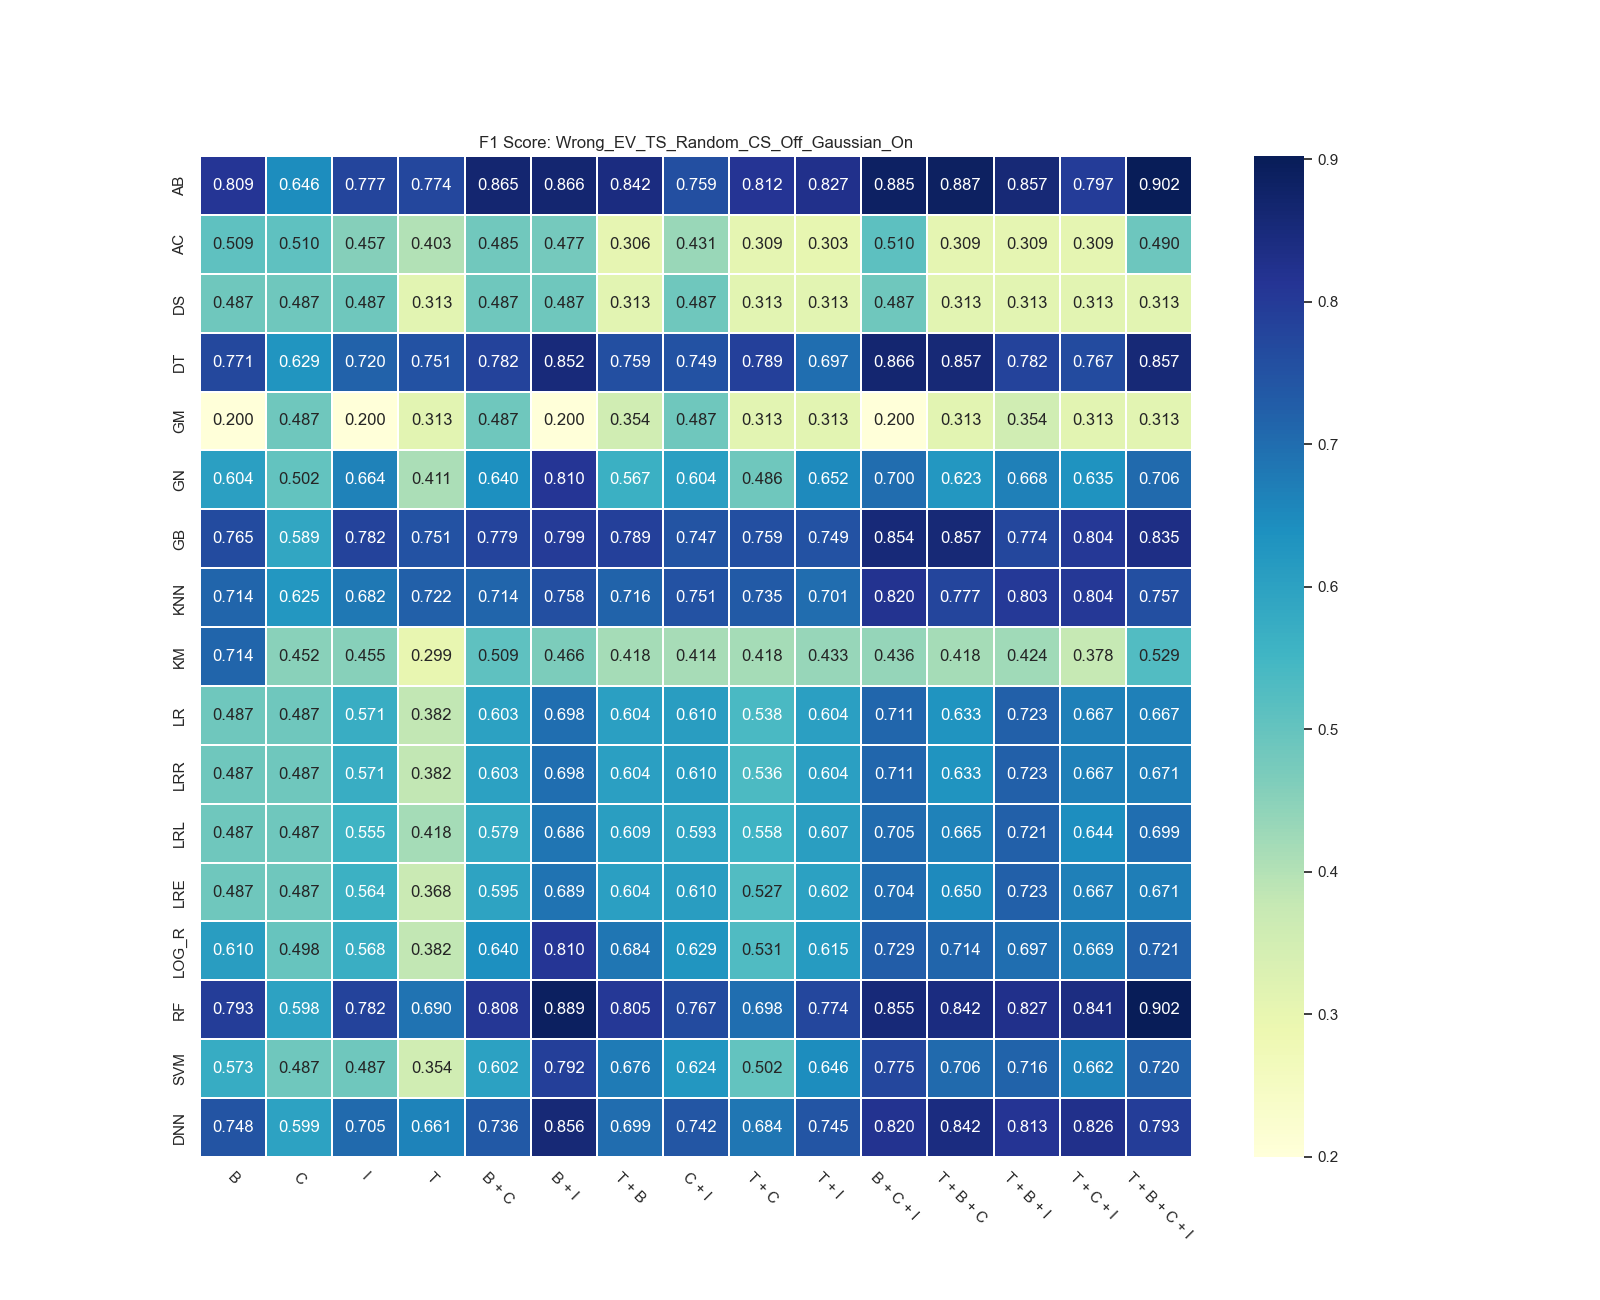 F1 Score: Wrong_EV_TS_Random_CS_Off_Gaussian_On
AB 0.809 0.646 0.777 0.774 0.865 0.866 0.842 0.759 0.812 0.827 0.885 0.887 0.857 0.797 0.902
AC 0.509 0.510 0.457 0.403 0.485 0.477 0.306 0.431 0.309 0.303 0.510 0.309 0.309 0.309 0.490
DS 0.487 0.487 0.487 0.313 0.487 0.487 0.313 0.487 0.313 0.313 0.487 0.313 0.313 0.313 0.313
DT 0.771 0.629 0.720 0.751 0.782 0.852 0.759 0.749 0.789 0.697 0.866 0.857 0.782 0.767 0.857
GM 0.200 0.487 0.200 0.313 0.487 0.200 0.354 0.487 0.313 0.313 0.200 0.313 0.354 0.313 0.313
GN 0.604 0.502 0.664 0.411 0.640 0.810 0.567 0.604 0.486 0.652 0.700 0.623 0.668 0.635 0.706
GB 0.765 0.589 0.782 0.751 0.779 0.799 0.789 0.747 0.759 0.749 0.854 0.857 0.774 0.804 0.835
KNN 0.714 0.625 0.682 0.722 0.714 0.758 0.716 0.751 0.735 0.701 0.820 0.777 0.803 0.804 0.757
KM 0.714 0.452 0.455 0.299 0.509 0.466 0.418 0.414 0.418 0.433 0.436 0.418 0.424 0.378 0.529
LR 0.487 0.487 0.571 0.382 0.603 0.698 0.604 0.610 0.538 0.604 0.711 0.633 0.723 0.667 0.667
LRR 0.487 0.487 0.571 0.382 0.603 0.698 0.604 0.610 0.536 0.604 0.711 0.633 0.723 0.667 0.671
LRL 0.487 0.487 0.555 0.418 0.579 0.686 0.609 0.593 0.558 0.607 0.705 0.665 0.721 0.644 0.699
LRE 0.487 0.487 0.564 0.368 0.595 0.689 0.604 0.610 0.527 0.602 0.704 0.650 0.723 0.667 0.671
LOG_R 0.610 0.498 0.568 0.382 0.640 0.810 0.684 0.629 0.531 0.615 0.729 0.714 0.697 0.669 0.721
RF 0.793 0.598 0.782 0.690 0.808 0.889 0.805 0.767 0.698 0.774 0.855 0.842 0.827 0.841 0.902
SVM 0.573 0.487 0.487 0.354 0.602 0.792 0.676 0.624 0.502 0.646 0.775 0.706 0.716 0.662 0.720
DNN 0.748 0.599 0.705 0.661 0.736 0.856 0.699 0.742 0.684 0.745 0.820 0.842 0.813 0.826 0.793
B C I T B + C B + I T + B C + I T + C T + I B + C + I T + B + C T + B + I T + C + I T + B + C + I
0.9
0.8
0.7
0.6
0.5
0.4
0.3
0.2